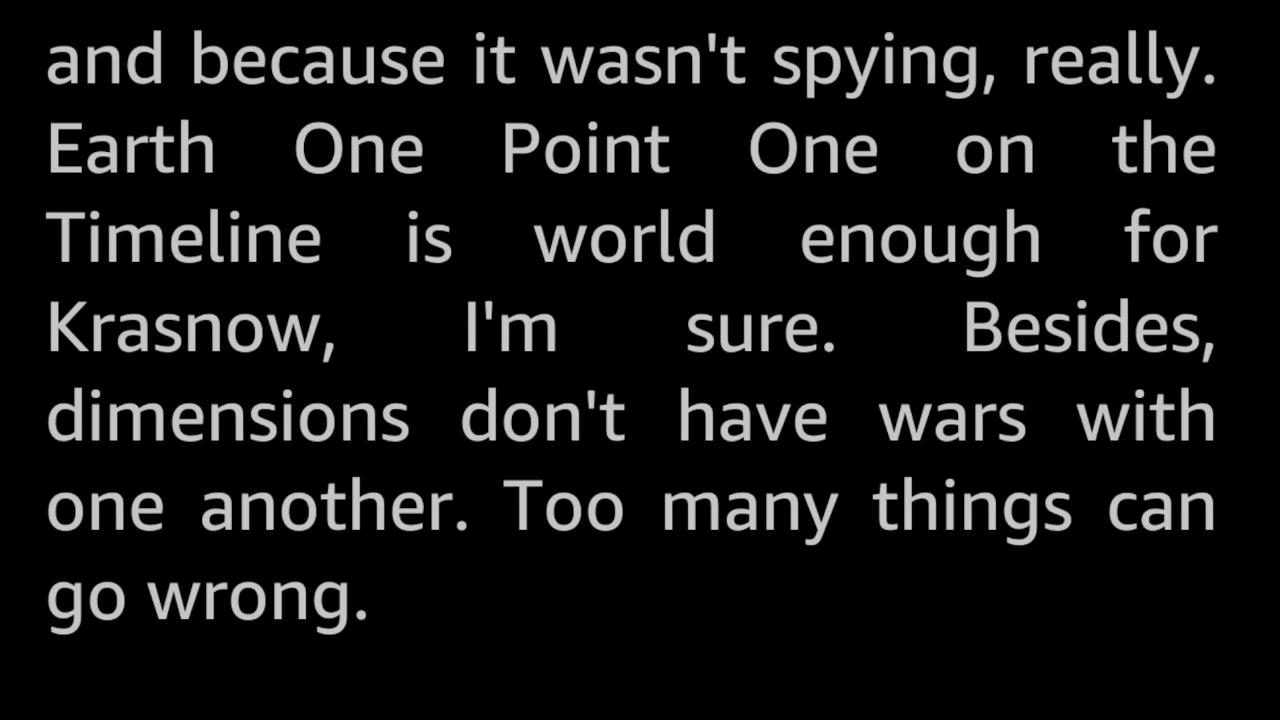 and because it wasn't spying, really.
Earth One Point One on the
Timeline is world enough for
Krasnow, I'm sure. Besides,
dimensions don't have wars with
one another. Too many things can
go wrong.